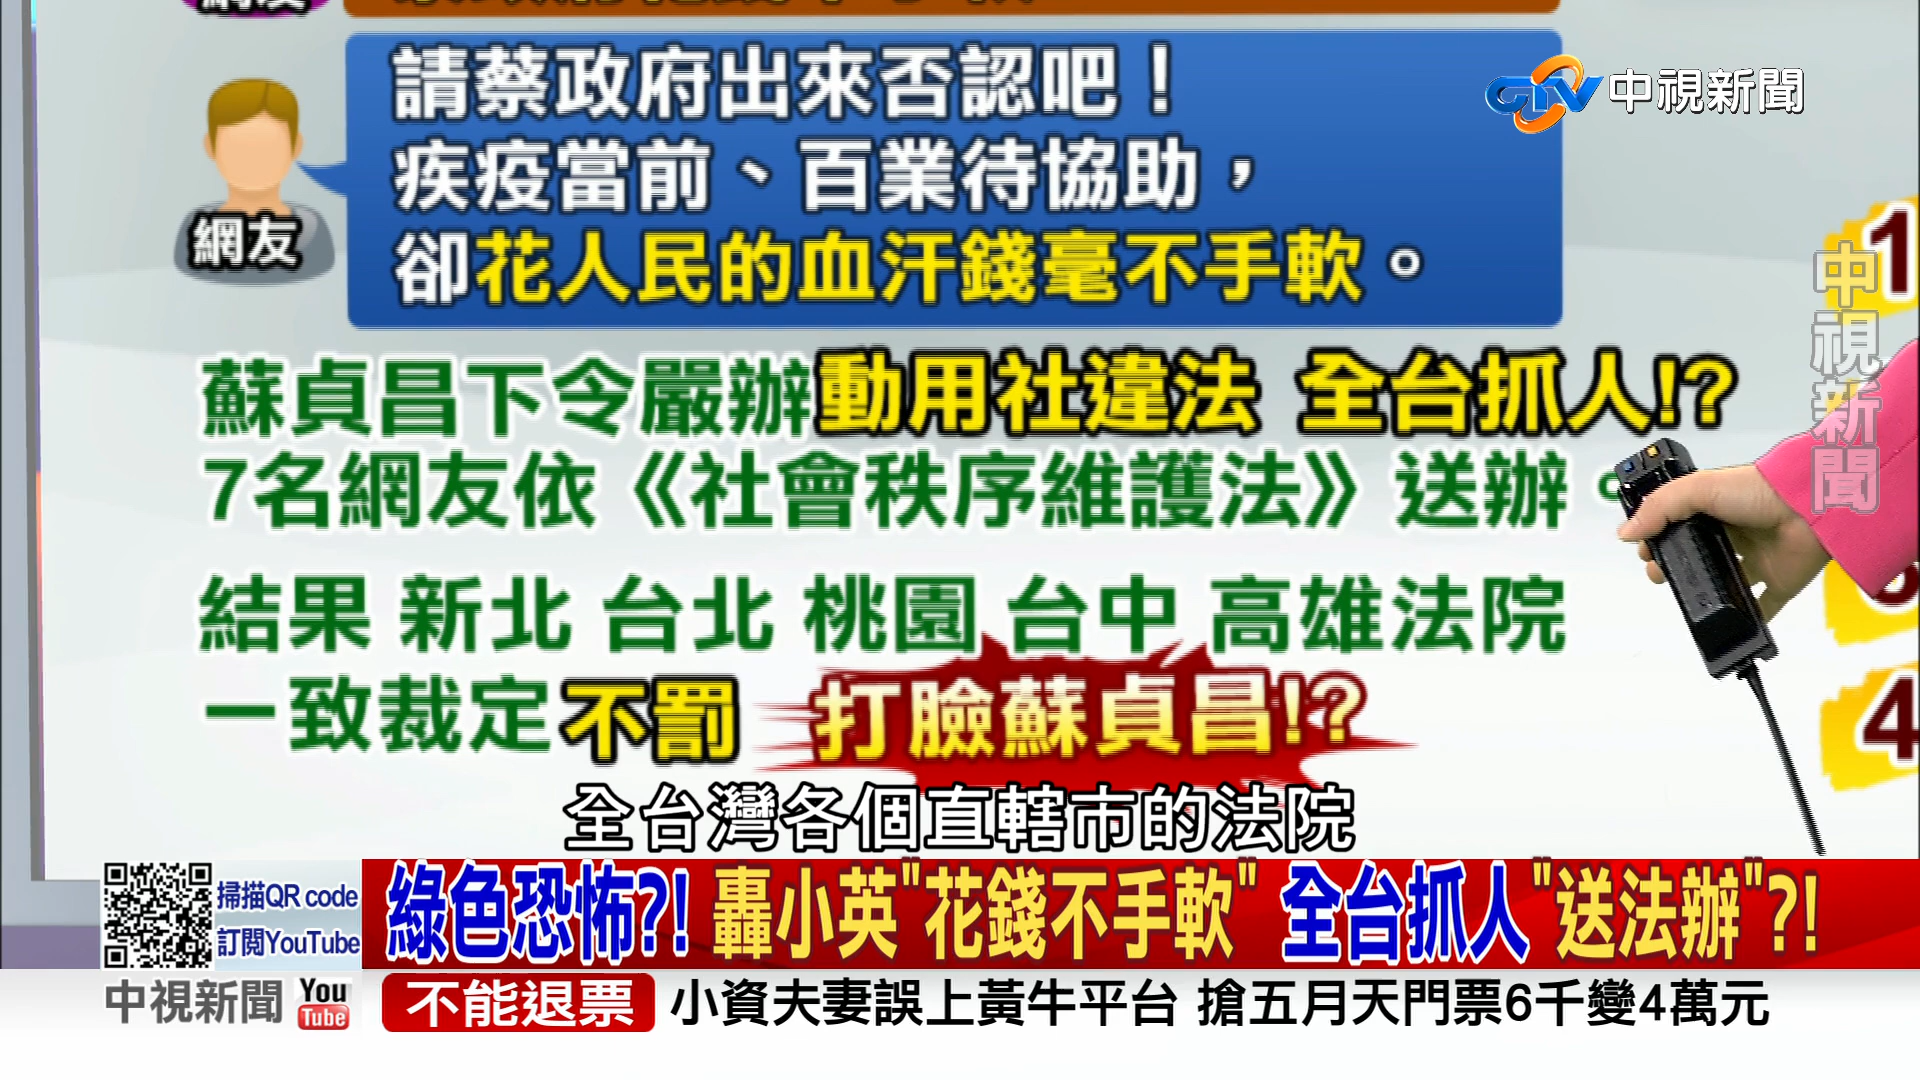 請蔡政府出來否認吧！
疾疫當前、百業待協助，
卻花人民的血汗錢毫不手軟。
網友
CTV中視新聞
中視新聞
蘇貞昌下令嚴辦動用社違法 全台抓人!?
7名網友依《社會秩序維護法》送辦。
結果 新北 台北 桃園 台中 高雄法院
一致裁定不罰 打臉蘇貞昌!?
1
4
全台灣各個直轄市的法院
掃描QR code
訂閱YouTube
綠色恐怖?! 轟小英"花錢不手軟" 全台抓人"送法辦"?!
中視新聞 YouTube
不能退票 小資夫妻誤上黃牛平台 搶五月天門票6千變4萬元